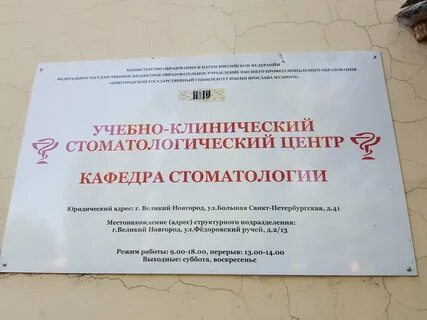 МИНИСТЕРСТВО ОБРАЗОВАНИЯ И НАУКИ РОССИЙСКОЙ ФЕДЕРАЦИИ
ФЕДЕРАЛЬНОЕ ГОСУДАРСТВЕННОЕ БЮДЖЕТНОЕ ОБРАЗОВАТЕЛЬНОЕ УЧРЕЖДЕНИЕ ВЫСШЕГО ПРОФЕССИОНАЛЬНОГО ОБРАЗОВАНИЯ
«НОВГОРОДСКИЙ ГОСУДАРСТВЕННЫЙ УНИВЕРСИТЕТ ИМЕНИ ЯРОСЛАВА МУДРОГО»
УЧЕБНО-КЛИНИЧЕСКИЙ
СТОМАТОЛОГИЧЕСКИЙ ЦЕНТР
КАФЕДРА СТОМАТОЛОГИИ
Юридический адрес: г. Великий Новгород, ул.Большая Санкт-Петербургская, д.41
Местонахождение (адрес) структурного подразделения:
г.Великий Новгород, ул.Фёдоровский ручей, д.2/13
Режим работы: 9.00-18.00, перерыв: 13.00-14.00
Выходные: суббота, воскресенье